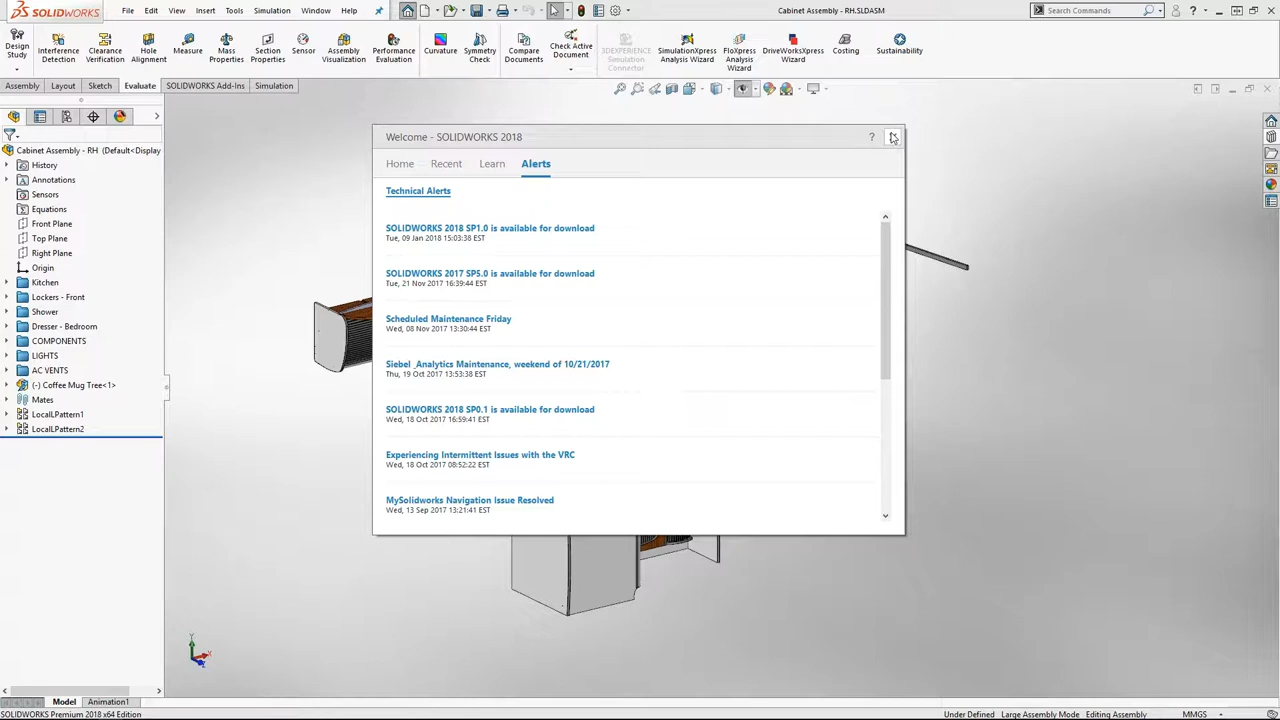 SOLIDWORKS File Edit View Insert Tools Simulation Window Help Cabinet Assembly - RH.SLDASM Search Commands
Design Study
Interference Detection
Clearance Verification
Hole Alignment
Measure
Mass Properties
Section Properties
Sensor
Assembly Visualization
Performance Evaluation
Curvature
Symmetry Check
Compare Documents
Check Active Document
3DEXPERIENCE Simulation Connector
SimulationXpress Analysis Wizard
FloXpress Analysis Wizard
DriveWorksXpress Wizard
Costing
Sustainability
Assembly Layout Sketch Evaluate SOLIDWORKS Add-Ins Simulation
Cabinet Assembly - RH (Default<Display
History
Annotations
Sensors
Equations
Front Plane
Top Plane
Right Plane
Origin
Kitchen
Lockers - Front
Shower
Dresser - Bedroom
COMPONENTS
LIGHTS
AC VENTS
(-) Coffee Mug Tree<1>
Mates
LocalLPattern1
LocalLPattern2
Welcome - SOLIDWORKS 2018 ?
Home Recent Learn Alerts
Technical Alerts
SOLIDWORKS 2018 SP1.0 is available for download
Tue, 09 Jan 2018 15:03:38 EST
SOLIDWORKS 2017 SP5.0 is available for download
Tue, 21 Nov 2017 16:39:44 EST
Scheduled Maintenance Friday
Wed, 08 Nov 2017 13:30:44 EST
Siebel_Analytics Maintenance, weekend of 10/21/2017
Thu, 19 Oct 2017 13:53:38 EST
SOLIDWORKS 2018 SP0.1 is available for download
Wed, 18 Oct 2017 16:59:41 EST
Experiencing Intermittent Issues with the VRC
Wed, 18 Oct 2017 08:52:22 EST
MySolidworks Navigation Issue Resolved
Wed, 13 Sep 2017 13:21:41 EST
Y
X
Z
Model Animation1
SOLIDWORKS Premium 2018 x64 Edition Under Defined Large Assembly Mode Editing Assembly MMGS